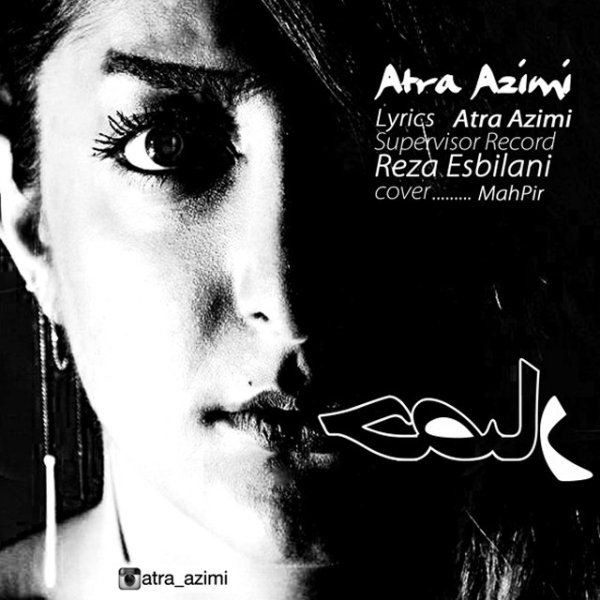 Atra Azimi
Lyrics Atra Azimi
Supervisor Record
Reza Esbilani
cover......... MahPir
atra_azimi